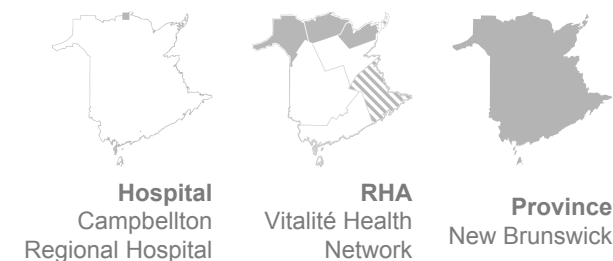 Hospital
Campbellton
Regional Hospital
RHA
Vitalité Health
Network
Province
New Brunswick